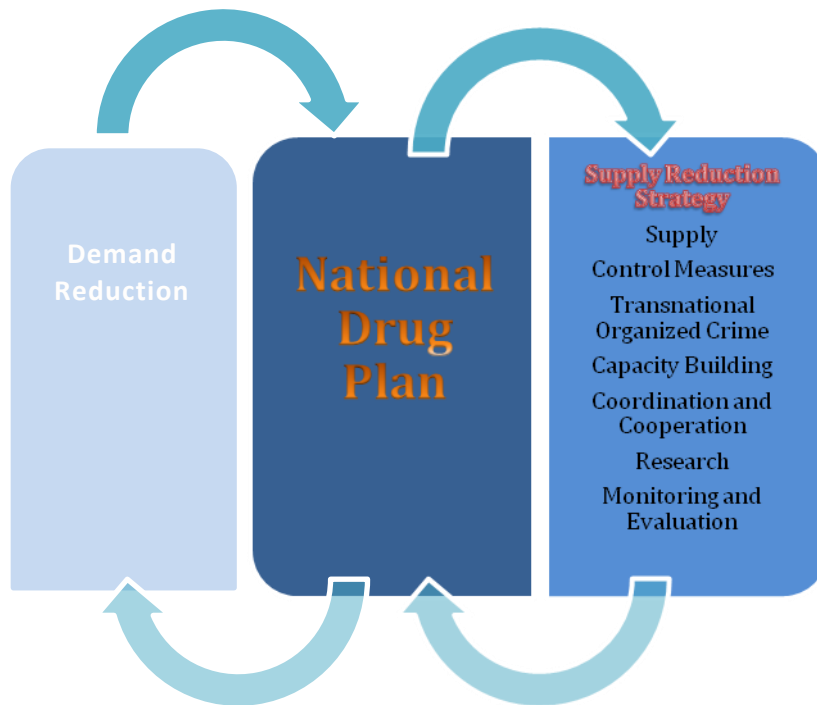 Demand
Reduction
National
Drug
Plan
Supply Reduction
Strategy
Supply
Control Measures
Transnational
Organized Crime
Capacity Building
Coordination and
Cooperation
Research
Monitoring and
Evaluation